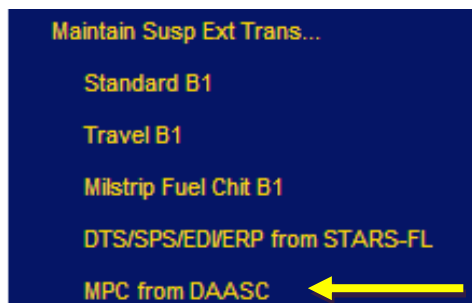 Maintain Susp Ext Trans...
Standard B1
Travel B1
Milstrip Fuel Chit B1
DTS/SPS/EDI/ERP from STARS-FL
MPC from DAASC